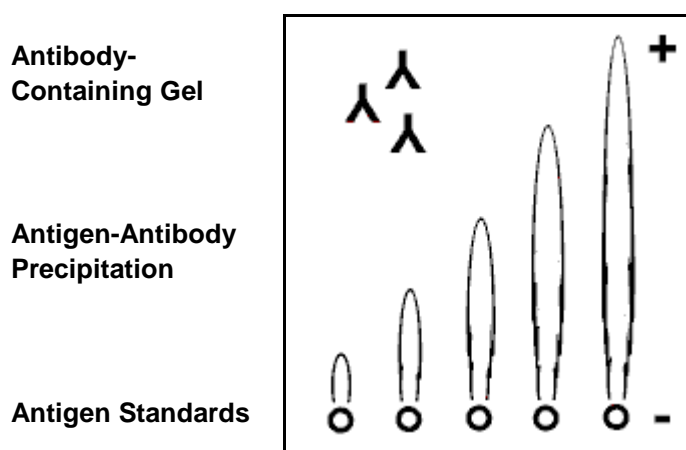 Antibody-
Containing Gel
+
Antigen-Antibody
Precipitation
Antigen Standards
-